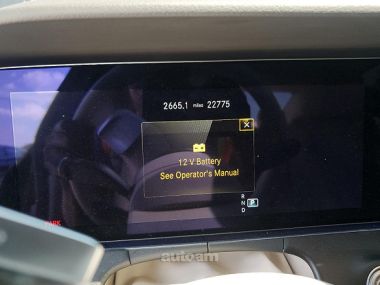 2665,1 miles 22775
12 V Battery
See Operator's Manual
R
N
D P
autoam